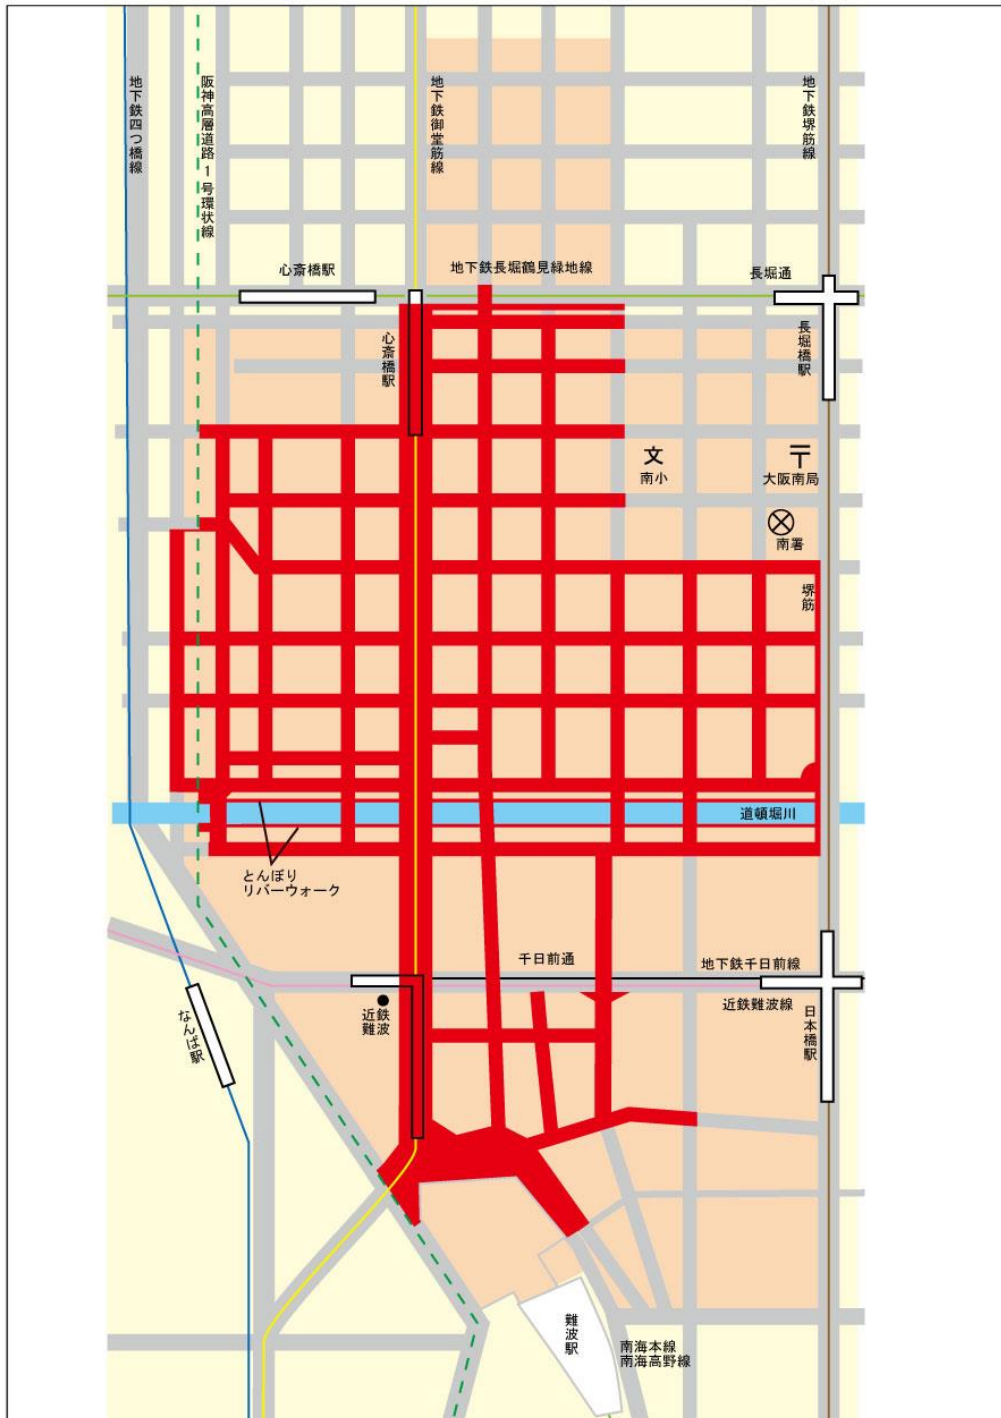 地下鉄四つ橋線
阪神高層道路1号環状線
地下鉄御堂筋線
地下鉄堺筋線
心斎橋駅
地下鉄長堀鶴見緑地線
長堀通
心斎橋駅
長堀橋駅
文
南小
〒
大阪南局
南署
堺筋
道頓堀川
とんぼり
リバーウォーク
千日前通
地下鉄千日前線
近鉄難波線
近鉄
難波
なんば駅
日本橋駅
難波駅
南海本線
南海高野線